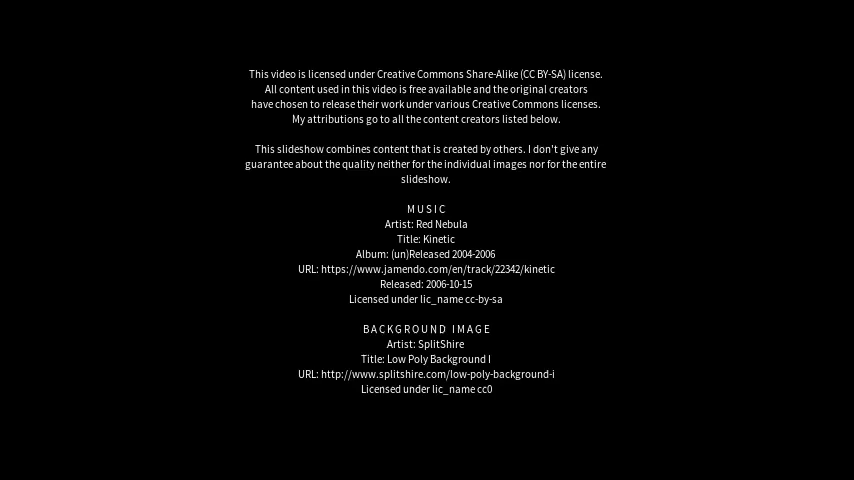 This video is licensed under Creative Commons Share-Alike (CC BY-SA) license.
All content used in this video is free available and the original creators
have chosen to release their work under various Creative Commons licenses.
My attributions go to all the content creators listed below.
This slideshow combines content that is created by others. I don't give any
guarantee about the quality neither for the individual images nor for the entire
slideshow.
MUSIC
Artist: Red Nebula
Title: Kinetic
Album: (un)Released 2004-2006
URL: https://www.jamendo.com/en/track/22342/kinetic
Released: 2006-10-15
Licensed under lic_name cc-by-sa
BACKGROUND IMAGE
Artist: SplitShire
Title: Low Poly Background I
URL: http://www.splitshire.com/low-poly-background-i
Licensed under lic_name cc0